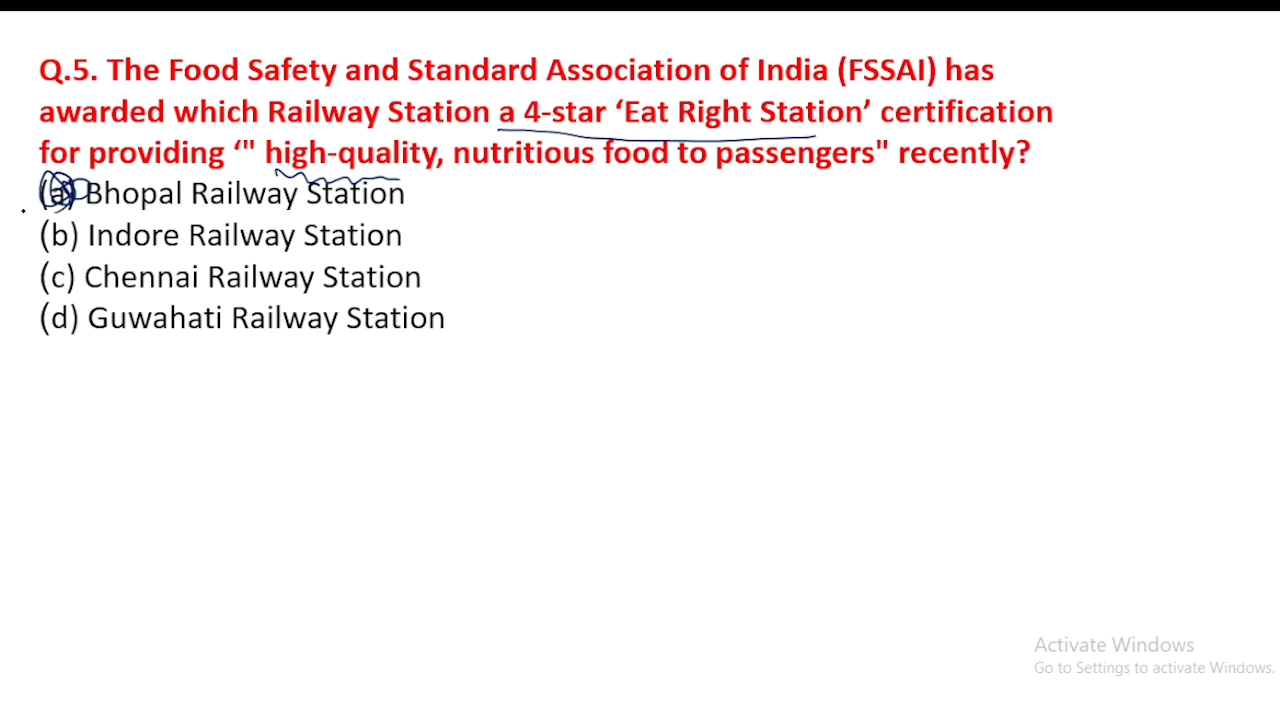 Q.5. The Food Safety and Standard Association of India (FSSAI) has
awarded which Railway Station a 4-star ‘Eat Right Station’ certification
for providing ‘" high-quality, nutritious food to passengers" recently?
(a) Bhopal Railway Station
(b) Indore Railway Station
(c) Chennai Railway Station
(d) Guwahati Railway Station
Activate Windows
Go to Settings to activate Windows.